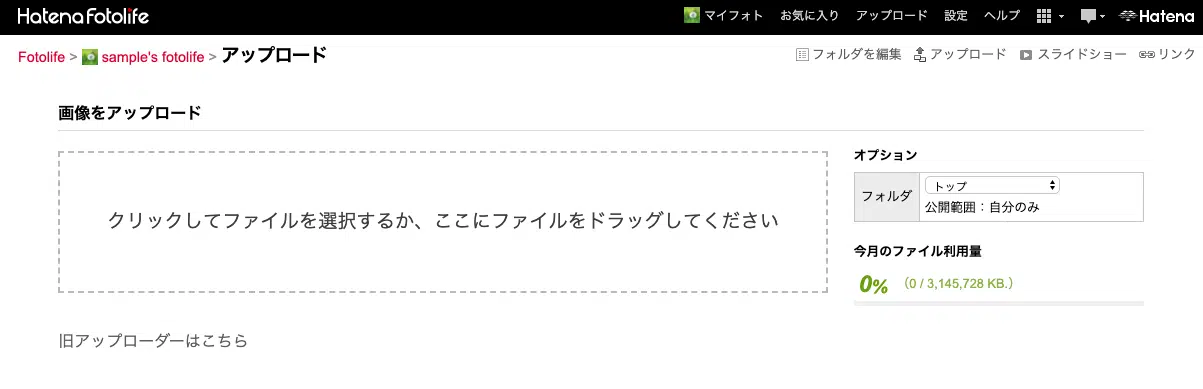 Hatena Fotolife
マイフォト お気に入り アップロード 設定 ヘルプ Hatena
Fotolife > sample's fotolife > アップロード
フォルダを編集 アップロード スライドショー リンク
画像をアップロード
クリックしてファイルを選択するか、ここにファイルをドラッグしてください
オプション
フォルダ
トップ
公開範囲：自分のみ
今月のファイル利用量
0% （0 / 3,145,728 KB.）
旧アップローダーはこちら